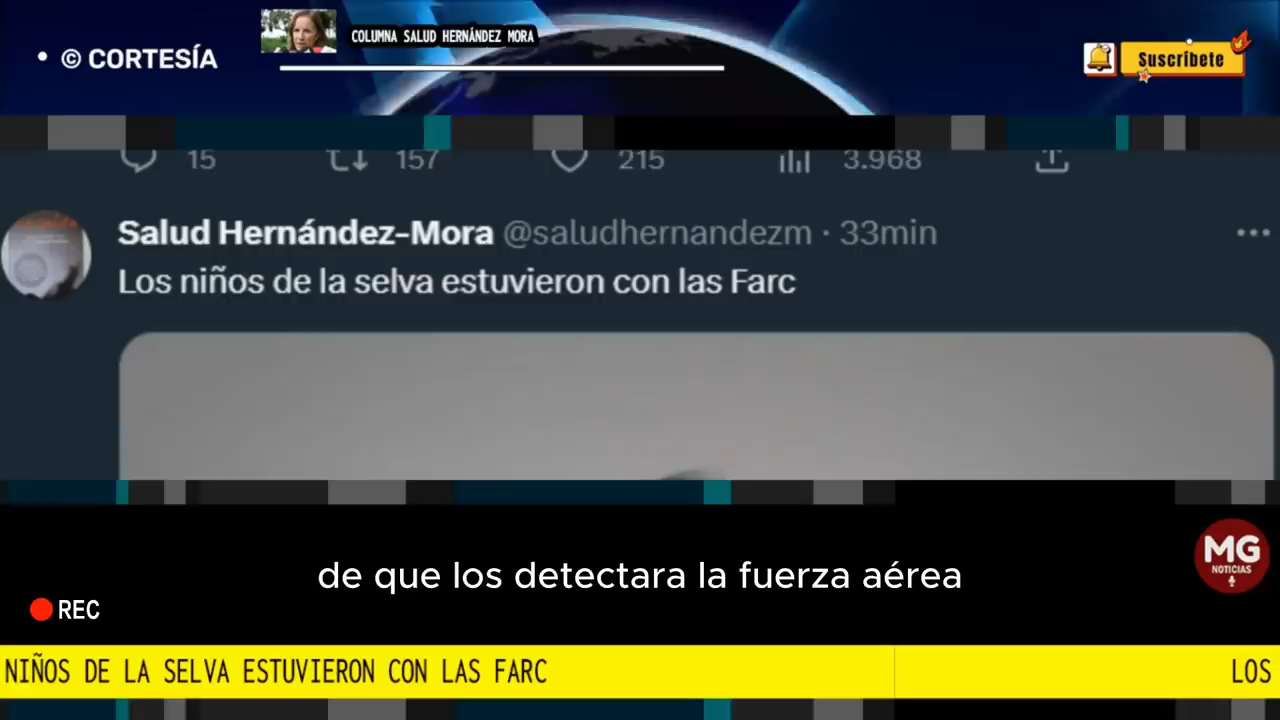 • © CORTESÍA
COLUMNA SALUD HERNÁNDEZ MORA
Suscríbete
15 157 215 3.968
Salud Hernández-Mora @saludhernandezm · 33min
Los niños de la selva estuvieron con las Farc
de que los detectara la fuerza aérea
MG
NOTICIAS
REC
NIÑOS DE LA SELVA ESTUVIERON CON LAS FARC
LOS